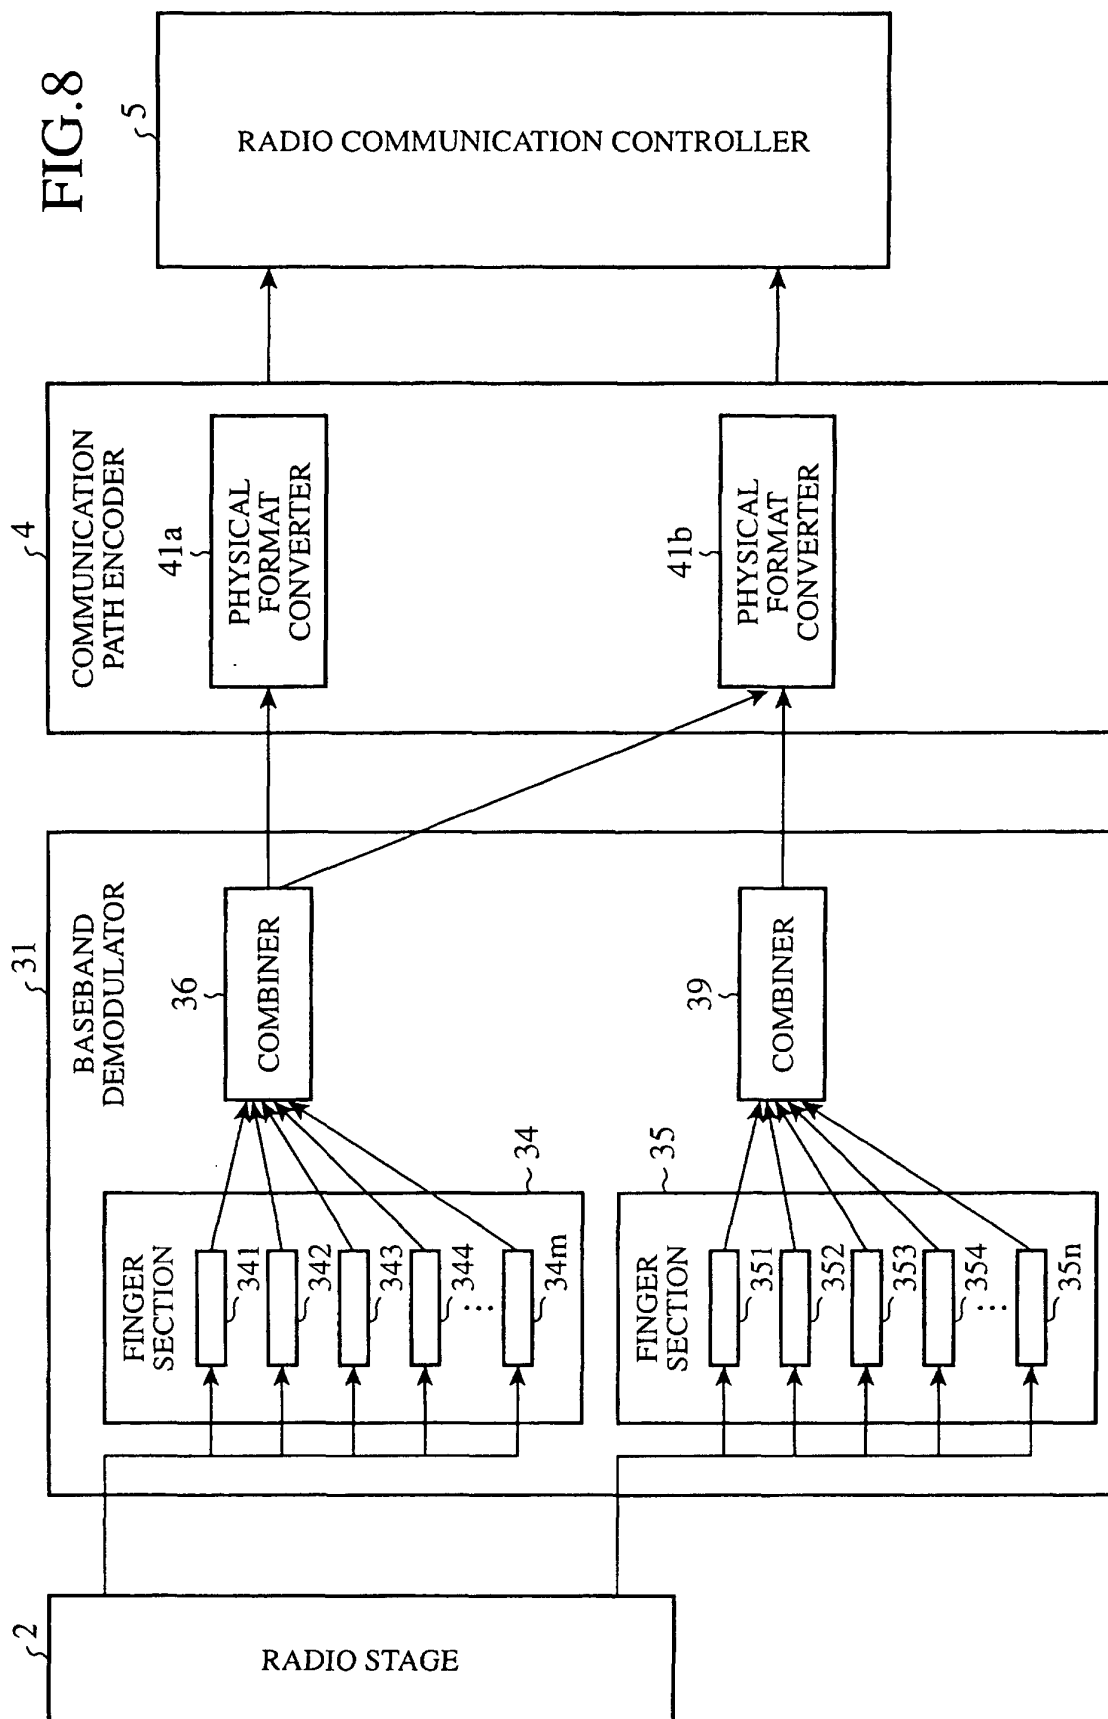 FIG.8
2
RADIO STAGE
31
BASEBAND
DEMODULATOR
FINGER
SECTION
34
341
342
343
344
...
34m
36
COMBINER
FINGER
SECTION
35
351
352
353
354
...
35n
39
COMBINER
4
COMMUNICATION
PATH ENCODER
41a
PHYSICAL
FORMAT
CONVERTER
41b
PHYSICAL
FORMAT
CONVERTER
5
RADIO COMMUNICATION CONTROLLER